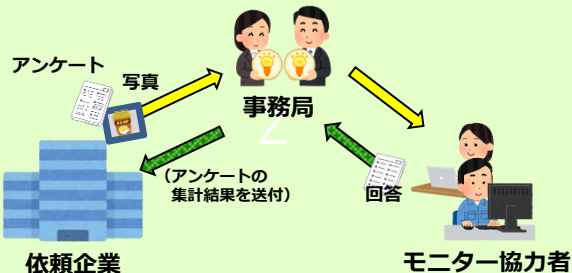 アンケート
写真
事務局
Z
（アンケートの
集計結果を送付）
回答
依頼企業
モニター協力者